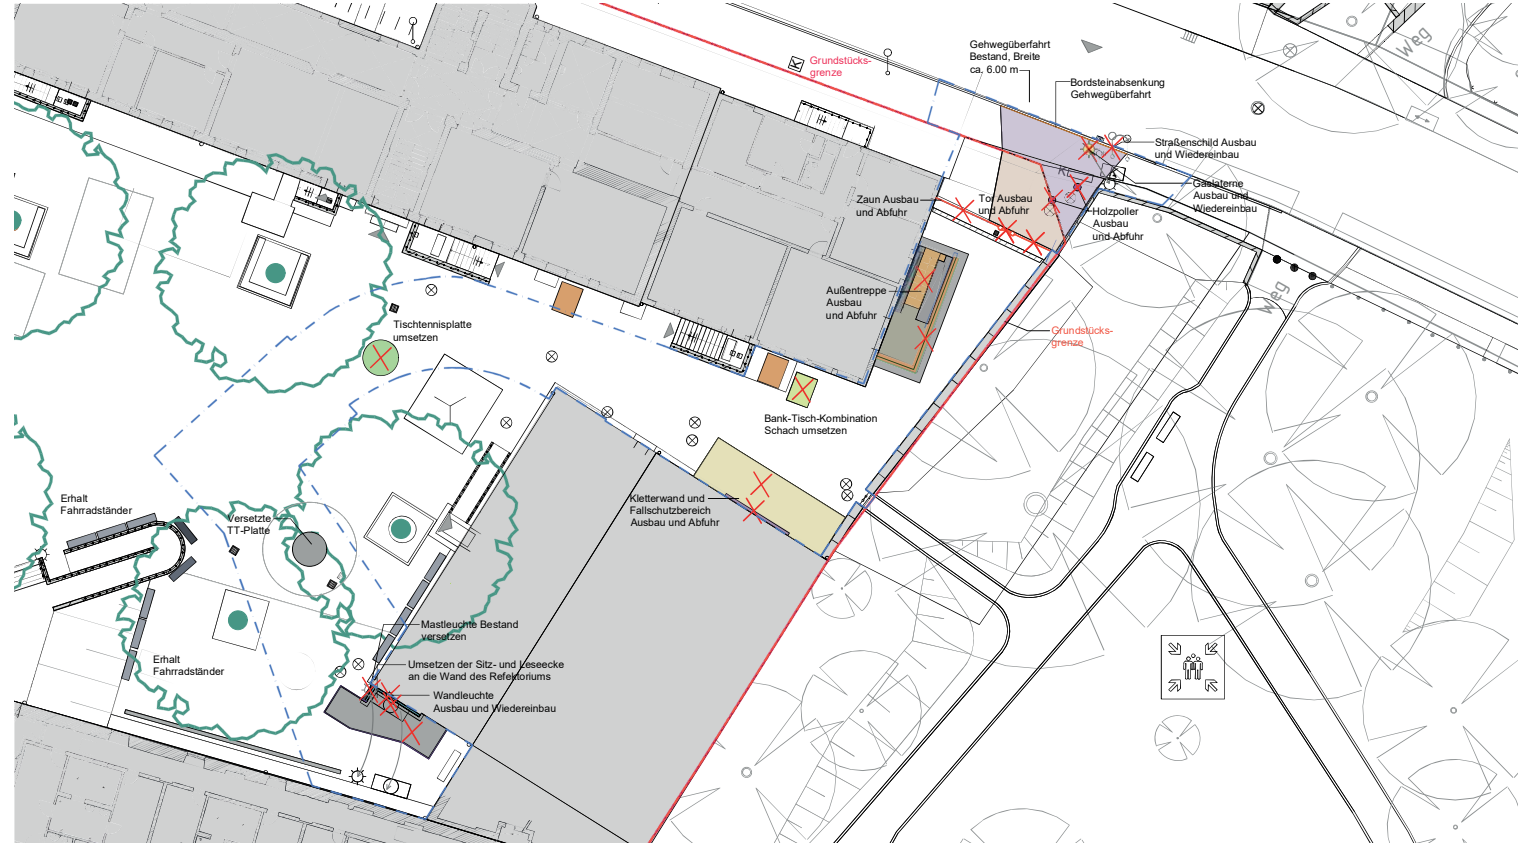 Gehwegüberfahrt
Bestand, Breite
ca. 6.00 m
Weg
Grundstücks-
grenze
Bordsteinabsenkung
Gehwegüberfahrt
Straßenschild Ausbau
und Wiedereinbau
Gaslaterne
Ausbau und
Wiedereinbau
Zaun Ausbau
und Abfuhr
Tor Ausbau
und Abfuhr
Holzpoller
Ausbau
und Abfuhr
Außentreppe
Ausbau
und Abfuhr
Weg
Tischtennisplatte
umsetzen
Grundstücks-
grenze
Bank-Tisch-Kombination
Schach umsetzen
Erhalt
Fahrradständer
Versetzte
TT-Platte
Kletterwand und
Fallschutzbereich
Ausbau und Abfuhr
Mastleuchte Bestand
versetzen
Erhalt
Fahrradständer
Umsetzen der Sitz- und Leseecke
an die Wand des Refektoriums
Wandleuchte
Ausbau und Wiedereinbau